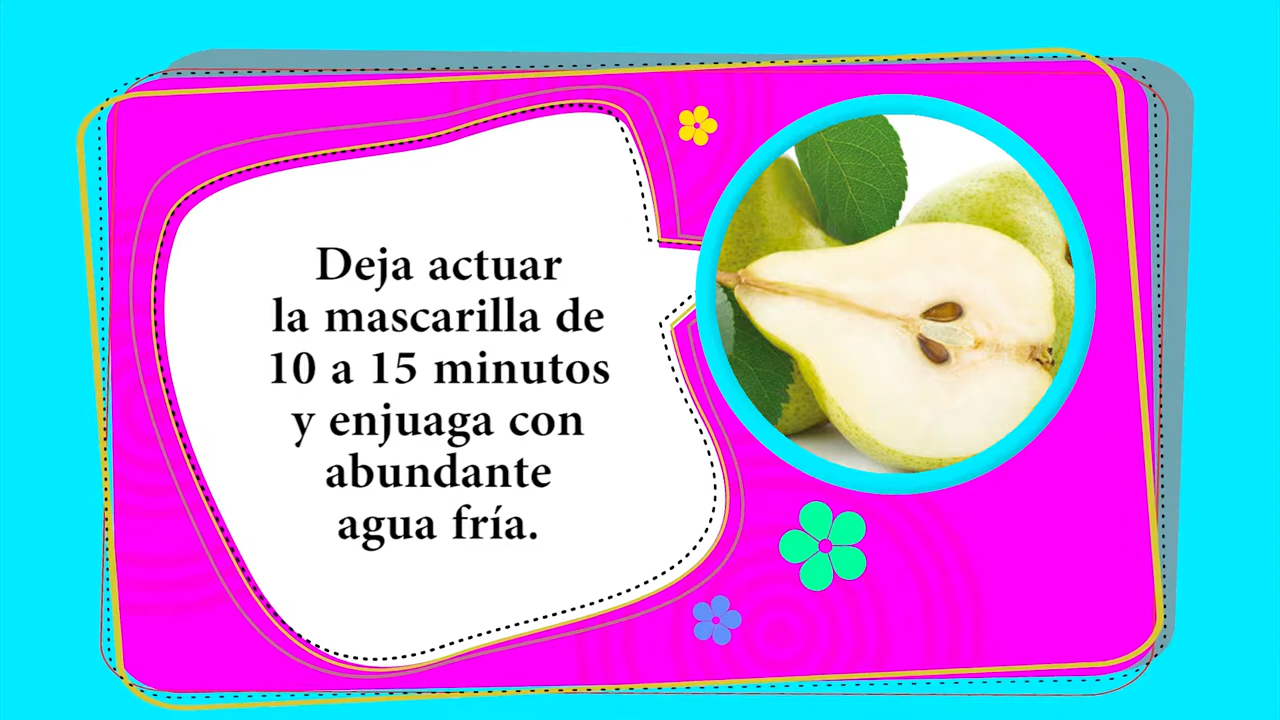 Deja actuar
la mascarilla de
10 a 15 minutos
y enjuaga con
abundante
agua fría.